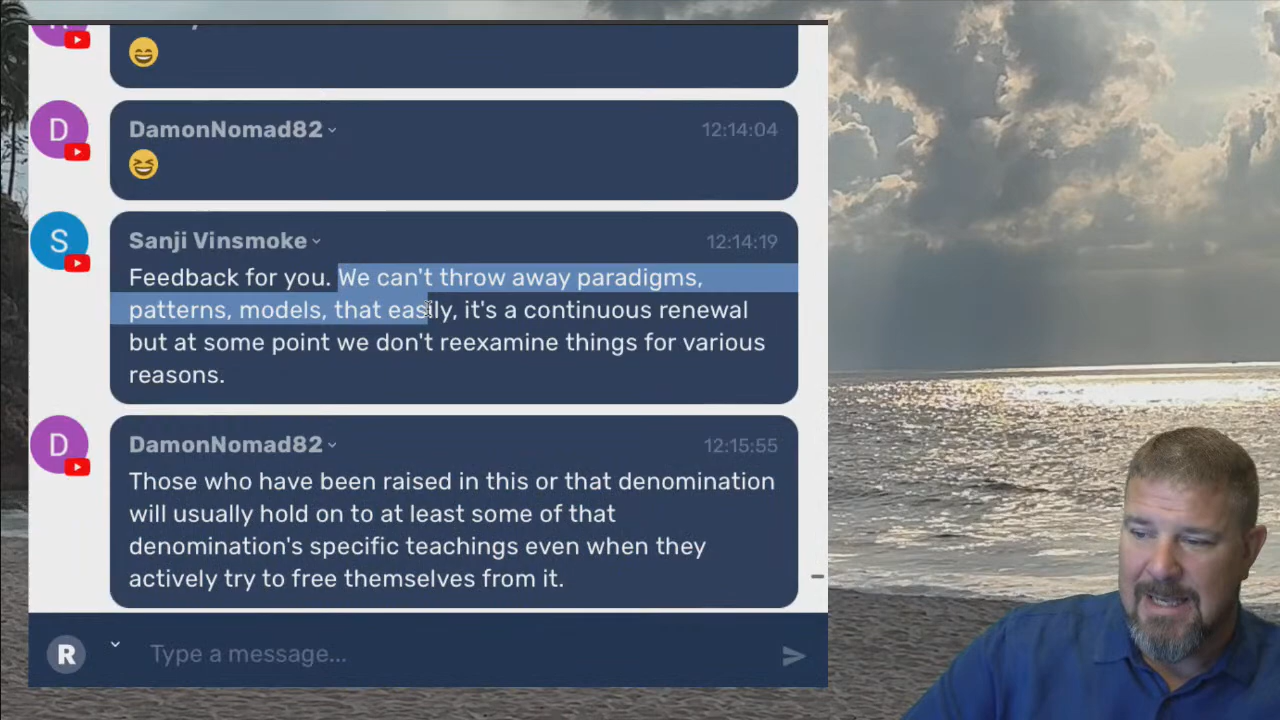 DamonNomad82
12:14:04
D
Sanji Vinsmoke
12:14:19
S
Feedback for you. We can't throw away paradigms,
patterns, models, that easily, it's a continuous renewal
but at some point we don't reexamine things for various
reasons.
DamonNomad82
12:15:55
D
Those who have been raised in this or that denomination
will usually hold on to at least some of that
denomination's specific teachings even when they
actively try to free themselves from it.
R
Type a message...